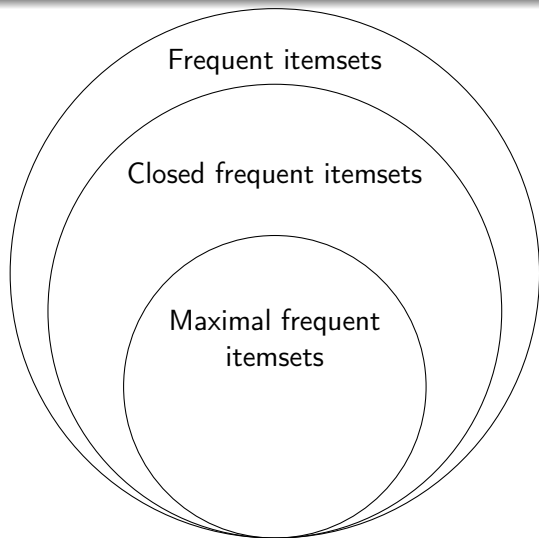 Frequent itemsets
Closed frequent itemsets
Maximal frequent
itemsets